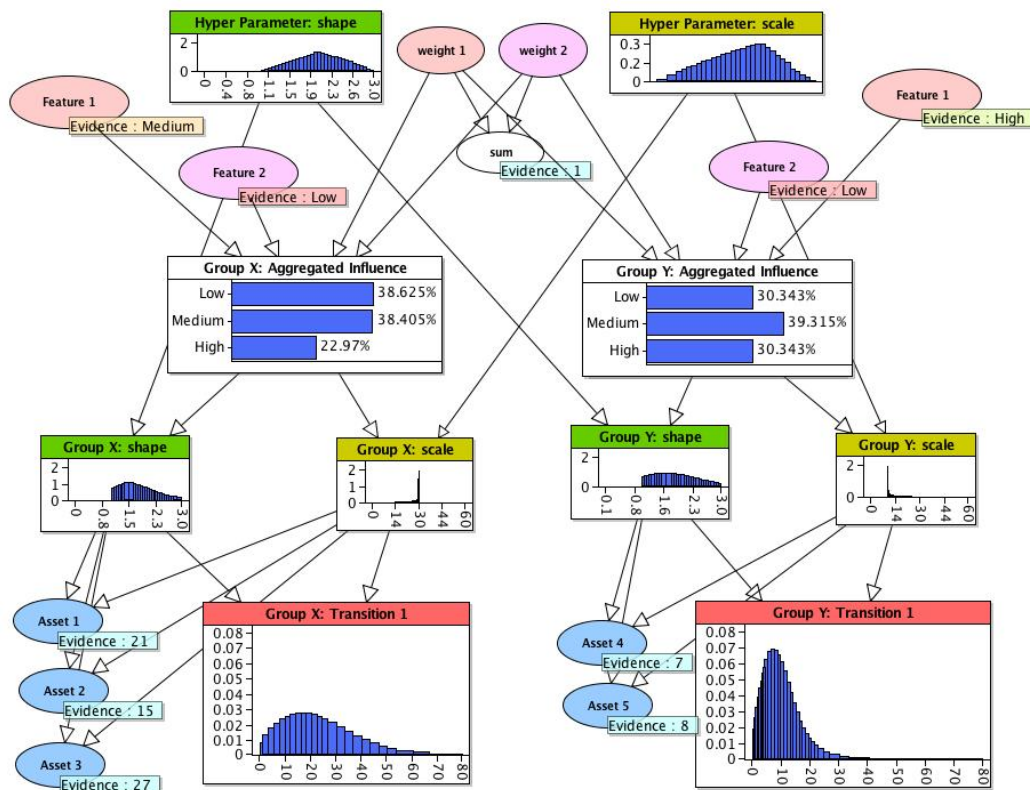 Hyper Parameter: shape
2
0
0
0.4
0.8
1.1
1.5
1.9
2.3
2.6
3.0
weight 1
weight 2
Hyper Parameter: scale
0.3
0.2
0
Feature 1
Evidence : Medium
Feature 1
Evidence : High
sum
Evidence : 1
Feature 2
Evidence : Low
Feature 2
Evidence : Low
Group X: Aggregated Influence
Low
38.625%
Medium
38.405%
High
22.97%
Group Y: Aggregated Influence
Low
30.343%
Medium
39.315%
High
30.343%
Group X: shape
2
1
0
0
0.8
1.5
2.3
3.0
Group X: scale
2
1
0
0
14
30
44
60
Group Y: shape
2
0
0.1
0.8
1.6
2.3
3.0
Group Y: scale
2
0
0
14
30
44
60
Asset 1
Evidence : 21
Asset 2
Evidence : 15
Asset 3
Evidence : 27
Group X: Transition 1
0.08
0.07
0.06
0.05
0.04
0.03
0.02
0.01
0
0
10
20
30
40
50
60
70
80
Asset 4
Evidence : 7
Asset 5
Evidence : 8
Group Y: Transition 1
0.08
0.07
0.06
0.05
0.04
0.03
0.02
0.01
0
0
10
20
30
40
50
60
70
80